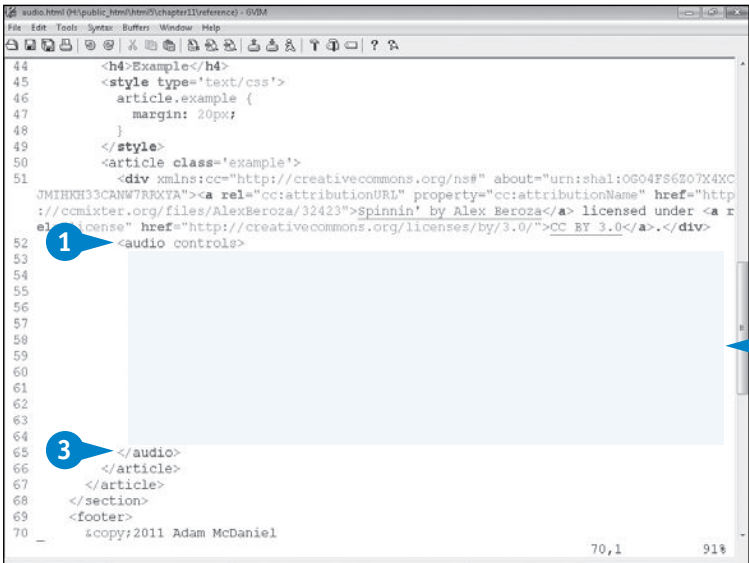 audio.html (H:\public_html\html5\chapter11\reference) - GVIM
File Edit Tools Syntax Buffers Window Help
44 <h4>Example</h4>
45 <style type='text/css'>
46 article.example {
47 margin: 20px;
48 }
49 </style>
50 <article class='example'>
51 <div xmlns:cc="http://creativecommons.org/ns#" about="urn:sha1:OGO4FS6ZO7X4XC
JMIHKH33CANW7RRXYA"><a rel="cc:attributionURL" property="cc:attributionName" href="http
://ccmixter.org/files/AlexBeroza/32423">Spinnin' by Alex Beroza</a> licensed under <a r
href="http://creativecommons.org/licenses/by/3.0/">CC BY 3.0</a>.</div>
1
52 <audio controls>
53
54
55
56
57
58
59
60
61
62
63
64
3
65 </audio>
66 </article>
67 </article>
68 </section>
69 <footer>
70 &copy;2011 Adam McDaniel
70,1 91%